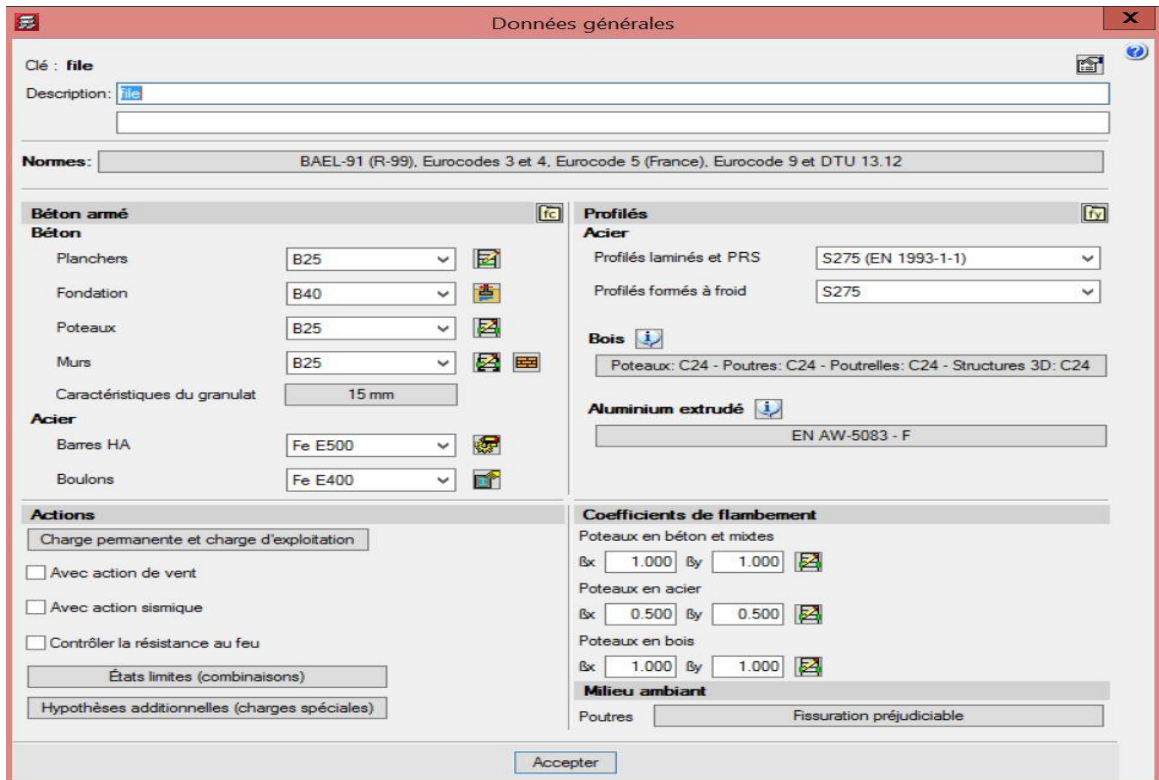 Données générales
x
Clé : file
Description: file
Normes: BAEL-91 (R-99), Eurocodes 3 et 4, Eurocode 5 (France), Eurocode 9 et DTU 13.12
Béton armé
fc
Béton
Planchers B25
Fondation B40
Poteaux B25
Murs B25
Caractéristiques du granulat 15 mm
Acier
Barres HA Fe E500
Boulons Fe E400
Profilés
fy
Acier
Profilés laminés et PRS S275 (EN 1993-1-1)
Profilés formés à froid S275
Bois
Poteaux: C24 - Poutres: C24 - Poutrelles: C24 - Structures 3D: C24
Aluminium extrudé
EN AW-5083 - F
Actions
Charge permanente et charge d'exploitation
Avec action de vent
Avec action sismique
Contrôler la résistance au feu
États limites (combinaisons)
Hypothèses additionnelles (charges spéciales)
Coefficients de flambement
Poteaux en béton et mixtes
ßx 1.000 ßy 1.000
Poteaux en acier
ßx 0.500 ßy 0.500
Poteaux en bois
ßx 1.000 ßy 1.000
Milieu ambiant
Poutres Fissuration préjudiciable
Accepter